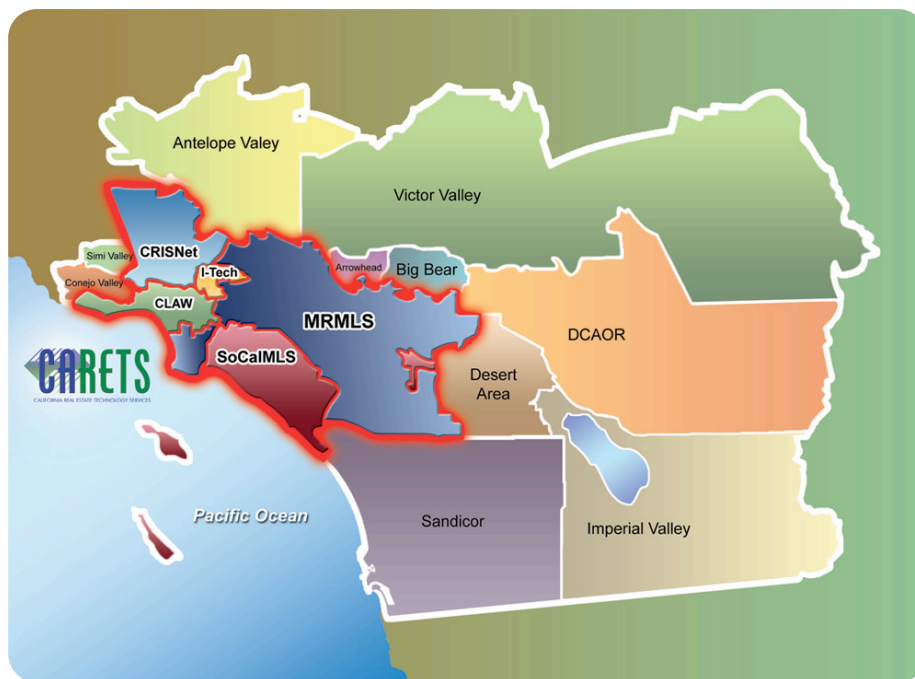 Antelope Valey
Victor Valley
Simi Valley
CRISNet
Arrowhead
Big Bear
I-Tech
Conejo Valley
CLAW
MRMLS
DCAOR
SoCalMLS
CARETS
CALIFORNIA REAL ESTATE TECHNOLOGY SERVICES
Desert
Area
Pacific Ocean
Sandicor
Imperial Valley